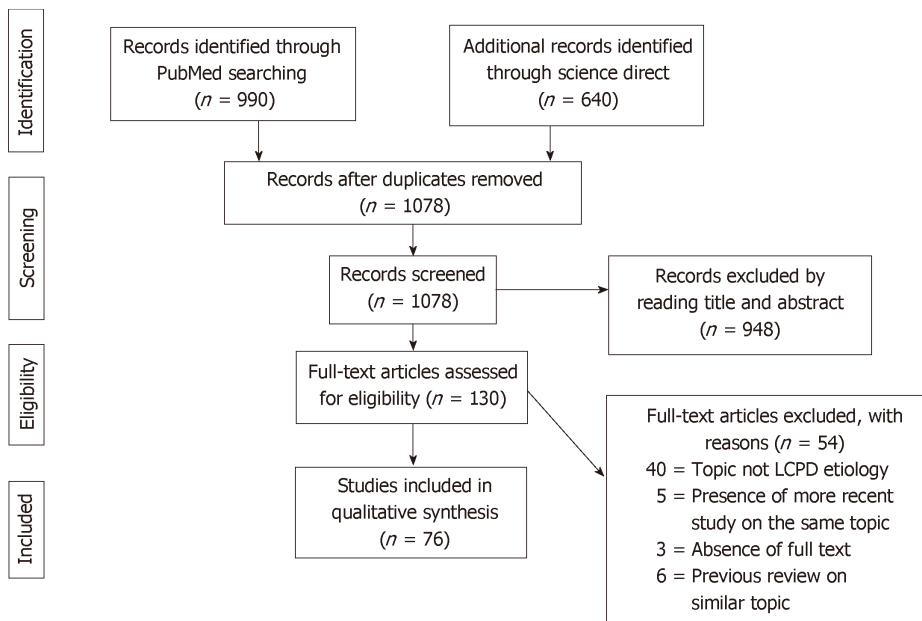 Identification
Records identified through
PubMed searching
(n = 990)
Additional records identified
through science direct
(n = 640)
Records after duplicates removed
(n = 1078)
Screening
Records screened
(n = 1078)
Records excluded by
reading title and abstract
(n = 948)
Eligibility
Full-text articles assessed
for eligibility (n = 130)
Full-text articles excluded, with
reasons (n = 54)
40 = Topic not LCPD etiology
5 = Presence of more recent
study on the same topic
3 = Absence of full text
6 = Previous review on
similar topic
Included
Studies included in
qualitative synthesis
(n = 76)